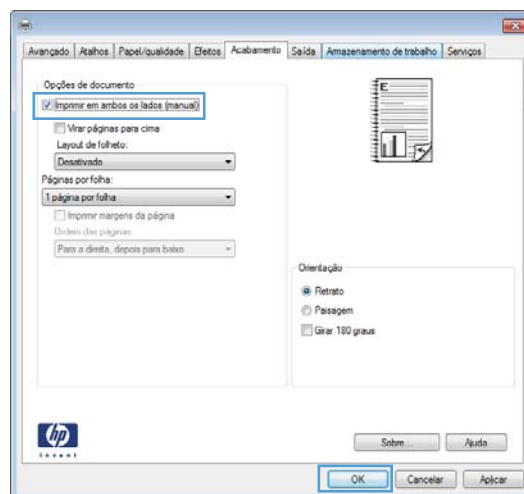 Avançado Atalhos Papel/qualidade Efeitos Acabamento Saída Armazenamento de trabalho Serviços
Opções de documento
Imprimir em ambos os lados (manual)
Virar páginas para cima
Layout de folheto:
Desativado
Páginas por folha:
1 página por folha
Imprimir margens da página
Ordem das páginas:
Para a direita, depois para baixo
E
Orientação
Retrato
Paisagem
Girar 180 graus
hp
invent
Sobre... Ajuda
OK Cancelar Aplicar